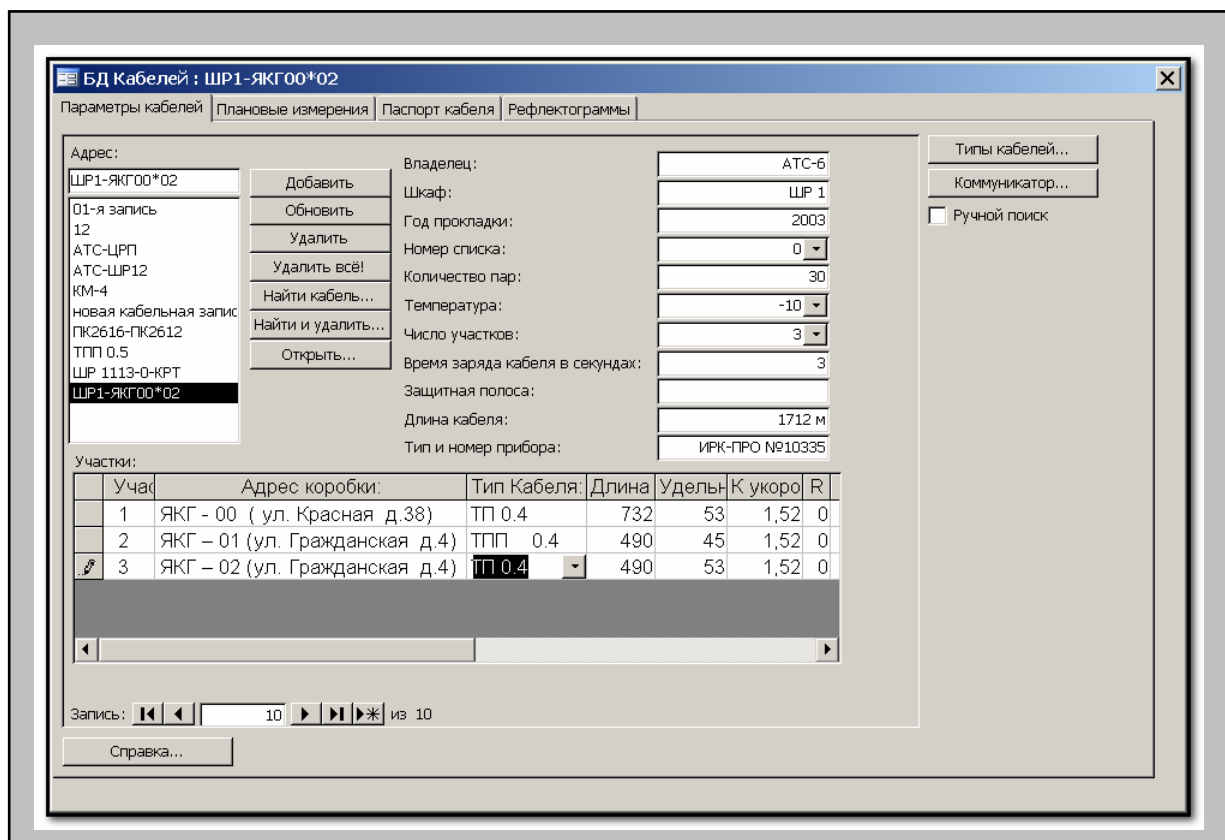 БД Кабелей : ШР1-ЯКГ00*02
Параметры кабелей Плановые измерения Паспорт кабеля Рефлектограммы
Адрес:
ШР1-ЯКГ00*02
01-я запись
12
АТС-ЦРП
АТС-ШР12
КМ-4
новая кабельная запис
ПК2616-ПК2612
ТПП 0.5
ШР 1113-0-КРТ
ШР1-ЯКГ00*02
Добавить
Обновить
Удалить
Удалить всё!
Найти кабель...
Найти и удалить...
Открыть...
Владелец: АТС-6
Шкаф: ШР 1
Год прокладки: 2003
Номер списка: 0
Количество пар: 30
Температура: -10
Число участков: 3
Время заряда кабеля в секундах: 3
Защитная полоса:
Длина кабеля: 1712 м
Тип и номер прибора: ИРК-ПРО №10335
Типы кабелей...
Коммуникатор...
Ручной поиск
Участки:
Учас Адрес коробки: Тип Кабеля: Длина Удельн К укоро R
1 ЯКГ - 00 ( ул. Красная д.38) ТП 0.4 732 53 1,52 0
2 ЯКГ – 01 (ул. Гражданская д.4) ТПП 0.4 490 45 1,52 0
3 ЯКГ – 02 (ул. Гражданская д.4) ТП 0.4 490 53 1,52 0
Запись: 10 из 10
Справка...